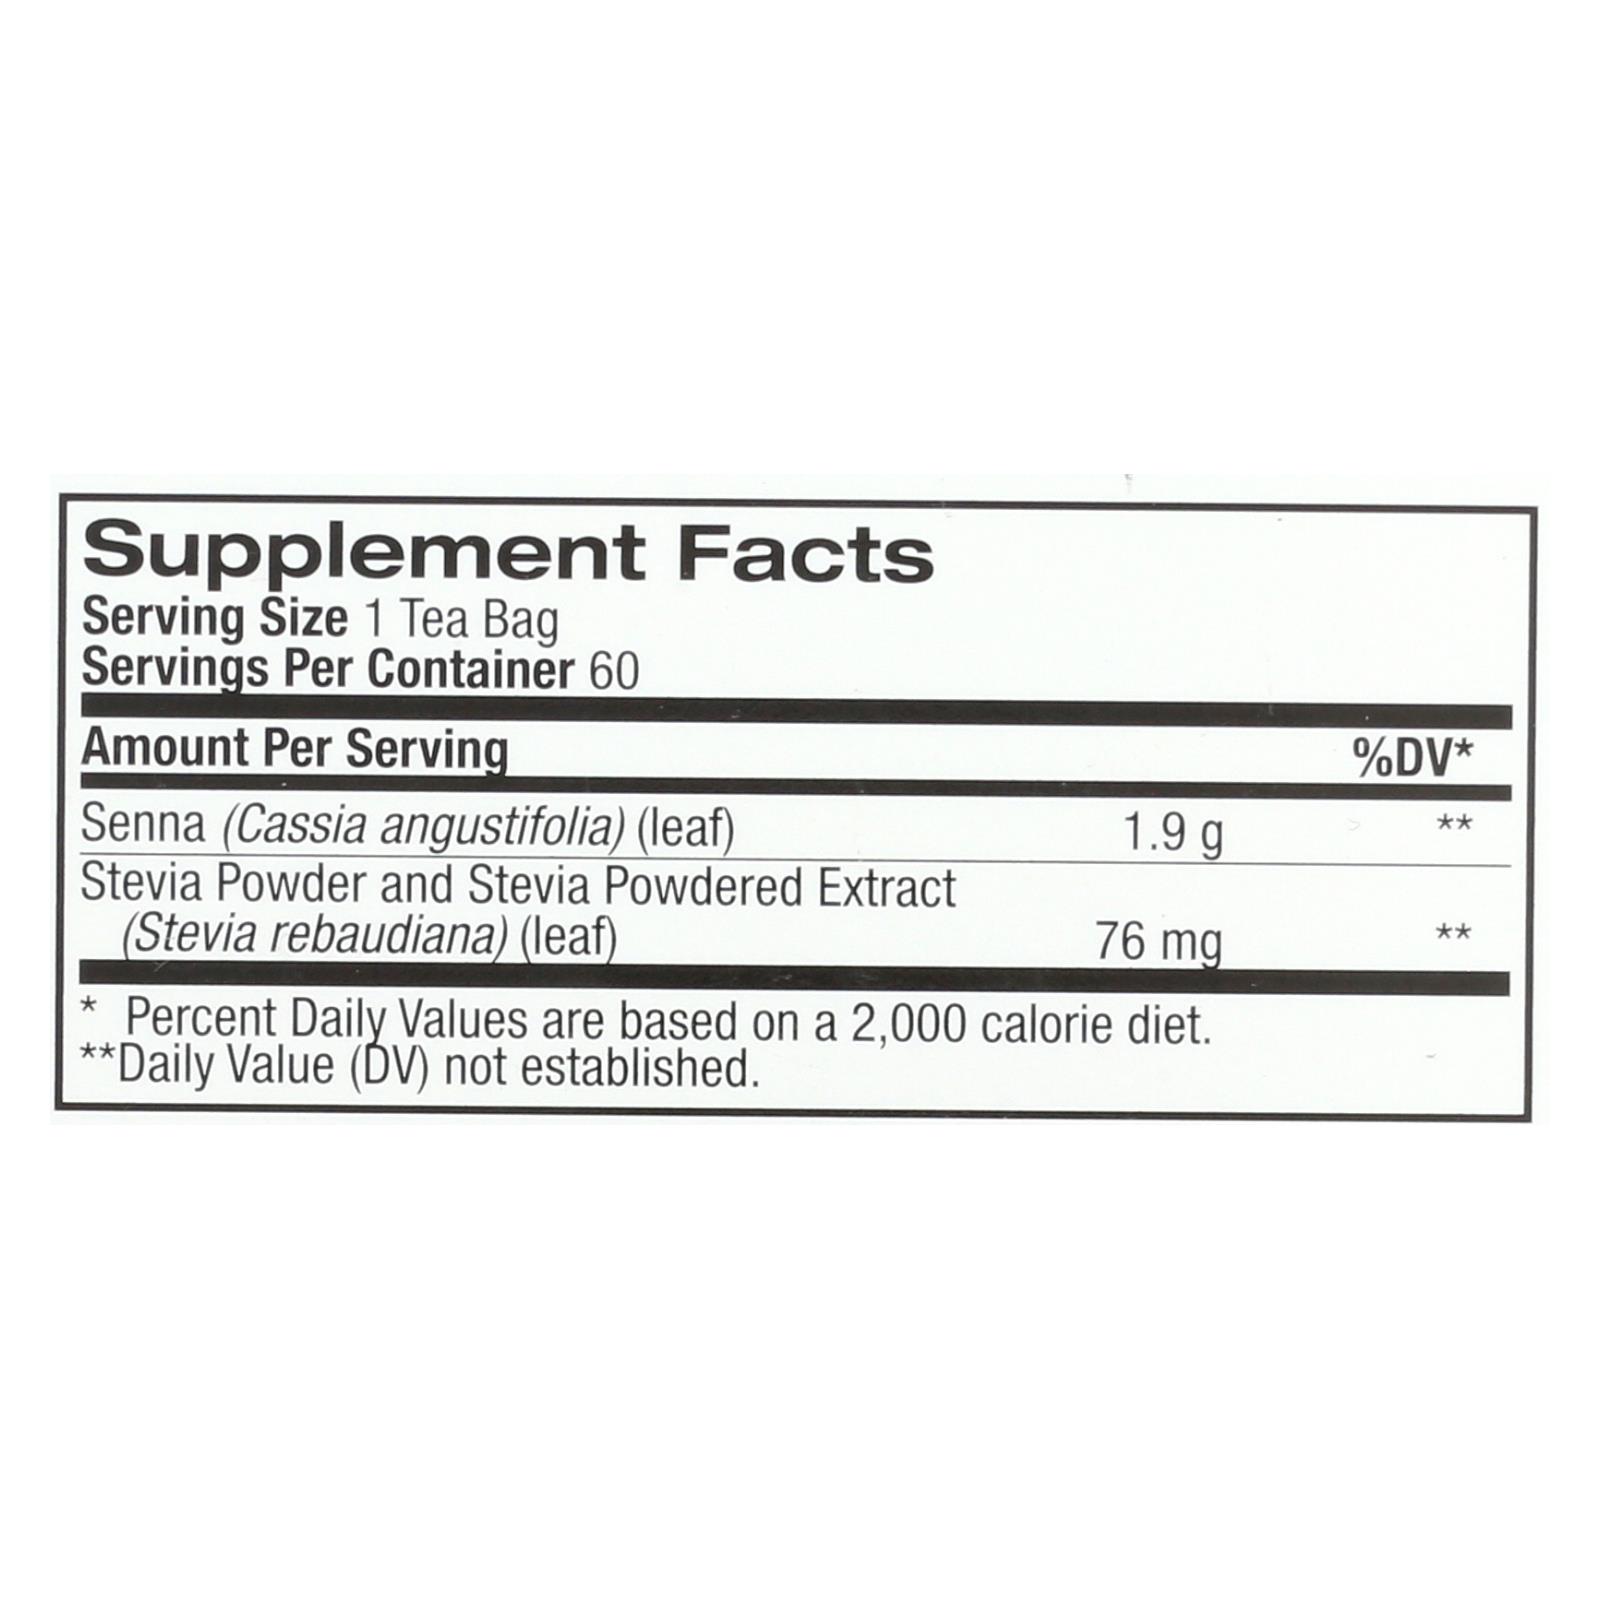 Supplement Facts
Serving Size 1 Tea Bag
Servings Per Container 60
Amount Per Serving %DV*
Senna (Cassia angustifolia) (leaf) 1.9 g **
Stevia Powder and Stevia Powdered Extract
(Stevia rebaudiana) (leaf) 76 mg **
* Percent Daily Values are based on a 2,000 calorie diet.
**Daily Value (DV) not established.